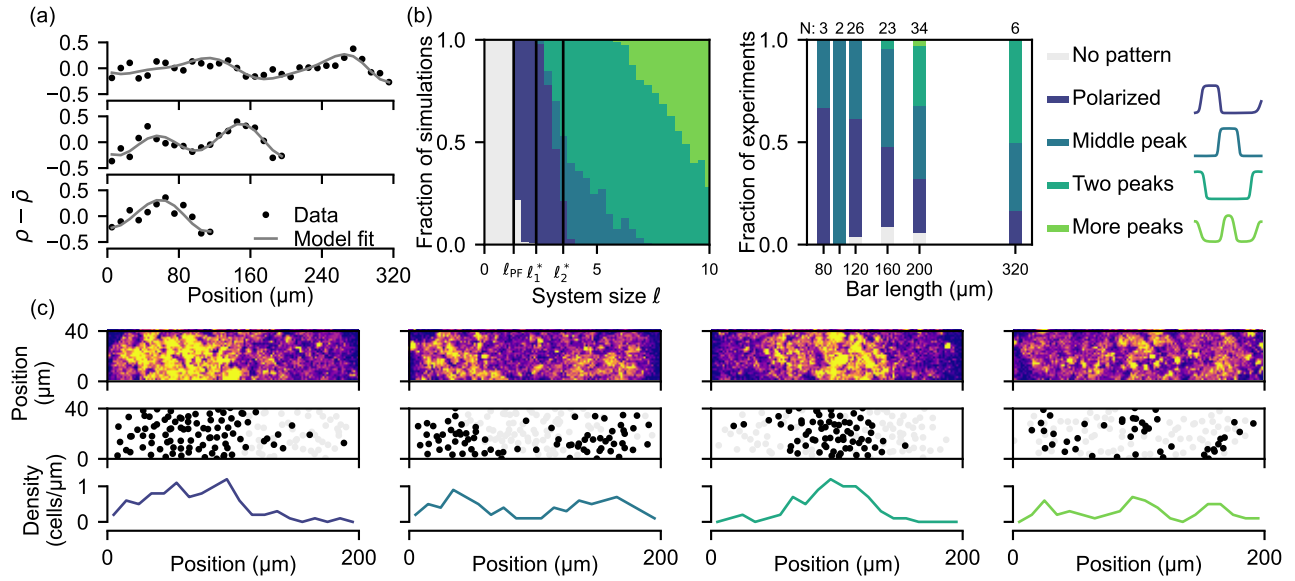 (a)
0.5
0.0
−0.5
0.5
0.0
−0.5
0.5
0.0
−0.5
ρ − ρ̄
Data
Model fit
0 80 160 240 320
Position (µm)
(b)
1.0
0.5
0.0
Fraction of simulations
0 ℓPF ℓ1* ℓ2* 5 10
System size ℓ
N: 3 2 26 23 34 6
1.0
0.5
0.0
Fraction of experiments
80 120 160 200 320
Bar length (µm)
No pattern
Polarized
Middle peak
Two peaks
More peaks
(c)
40
0
Position
(µm)
40
0
1
0
Density
(cells/µm)
0 200 0 200 0 200 0 200
Position (µm) Position (µm) Position (µm) Position (µm)